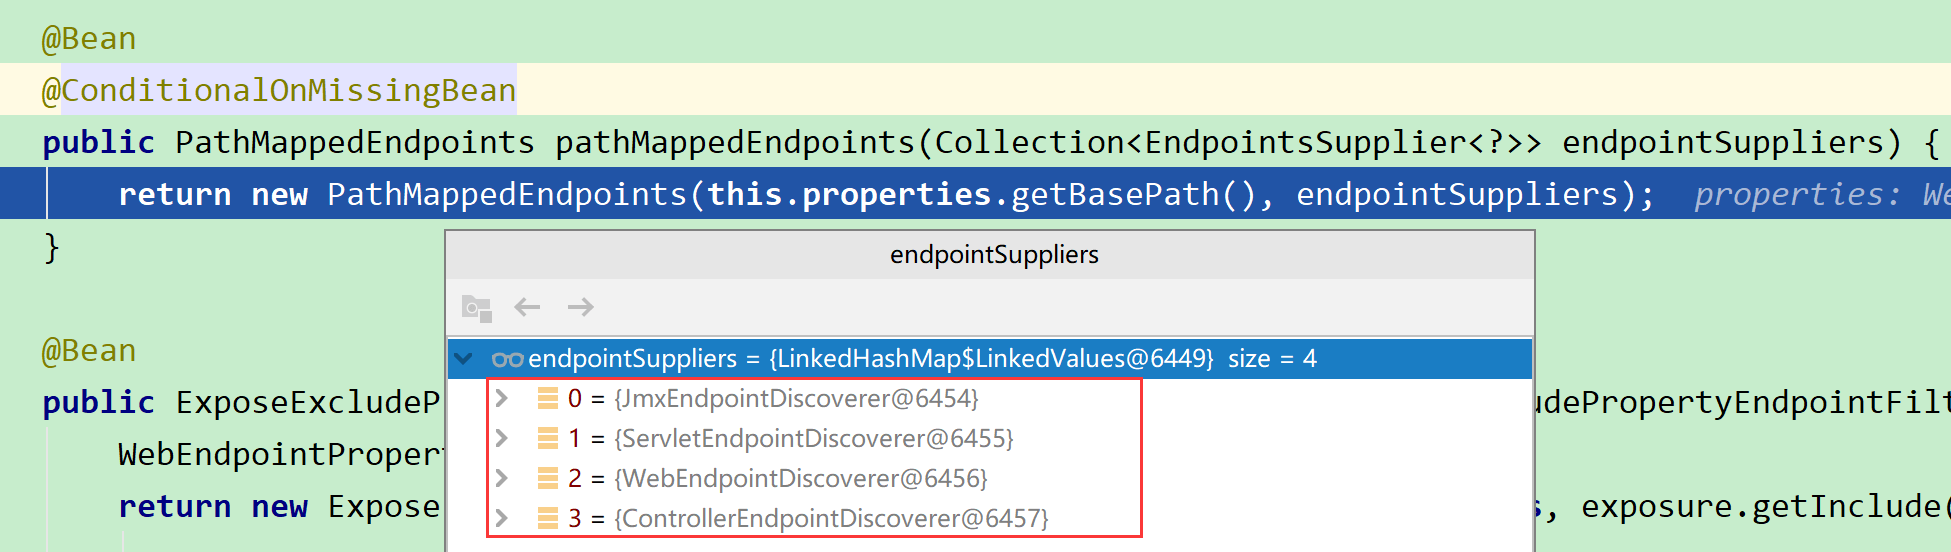 @Bean
@ConditionalOnMissingBean
public PathMappedEndpoints pathMappedEndpoints(Collection<EndpointsSupplier<?>> endpointSuppliers) {
return new PathMappedEndpoints(this.properties.getBasePath(), endpointSuppliers); properties: We
}
endpointSuppliers
endpointSuppliers = {LinkedHashMap$LinkedValues@6449} size = 4
@Bean
0 = {JmxEndpointDiscoverer@6454}
public ExposeExcludeP udePropertyEndpointFilt
1 = {ServletEndpointDiscoverer@6455}
WebEndpointProper
2 = {WebEndpointDiscoverer@6456}
return new Expose s, exposure.getInclude(
3 = {ControllerEndpointDiscoverer@6457}